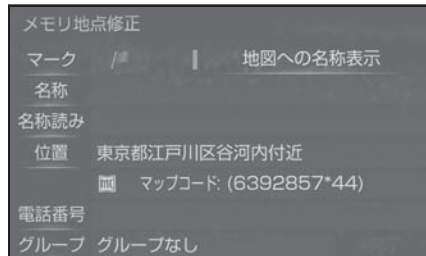 メモリ地点修正
マーク 地図への名称表示
名称
名称読み
位置 東京都江戸川区谷河内付近
マップコード: (6392857*44)
電話番号
グループ グループなし